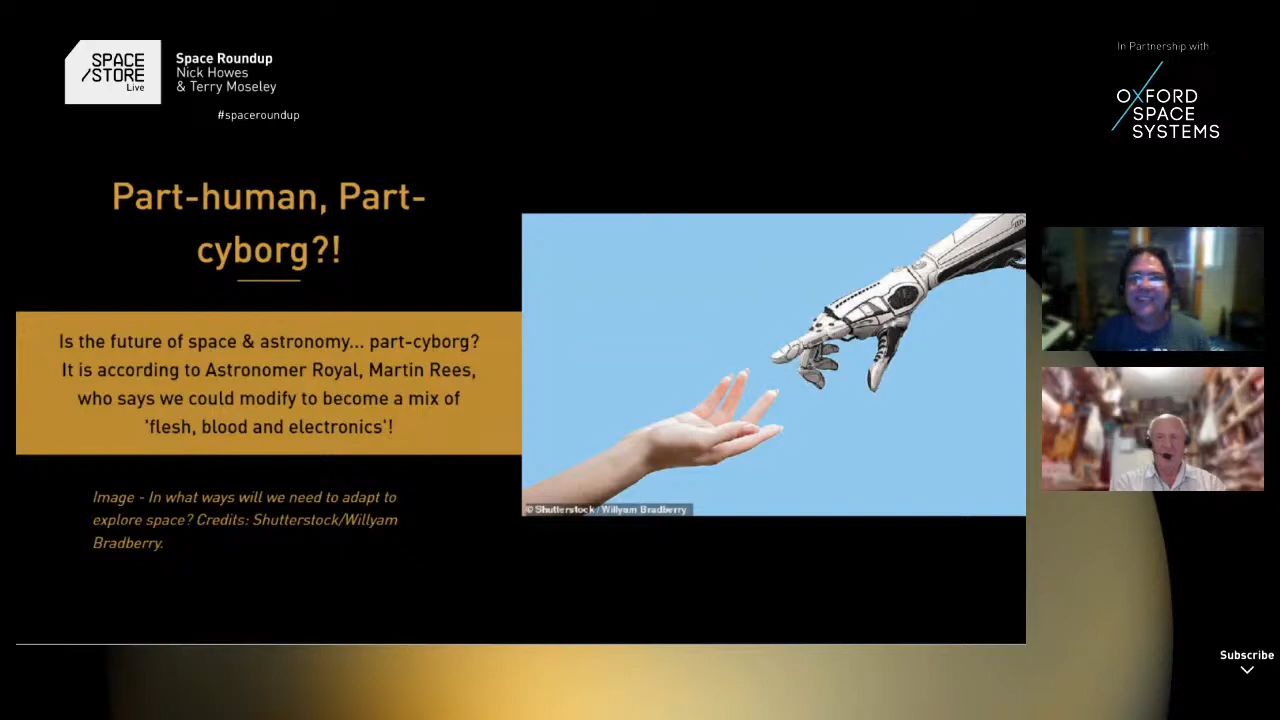 SPACE
/STORE
Live
Space Roundup
Nick Howes
& Terry Moseley
#spaceroundup
In Partnership with
OXFORD
SPACE
SYSTEMS
Part-human, Part-
cyborg?!
Is the future of space & astronomy... part-cyborg?
It is according to Astronomer Royal, Martin Rees,
who says we could modify to become a mix of
'flesh, blood and electronics'!
Image - In what ways will we need to adapt to
explore space? Credits: Shutterstock/Willyam
Bradberry.
© Shutterstock / Willyam Bradberry
Subscribe